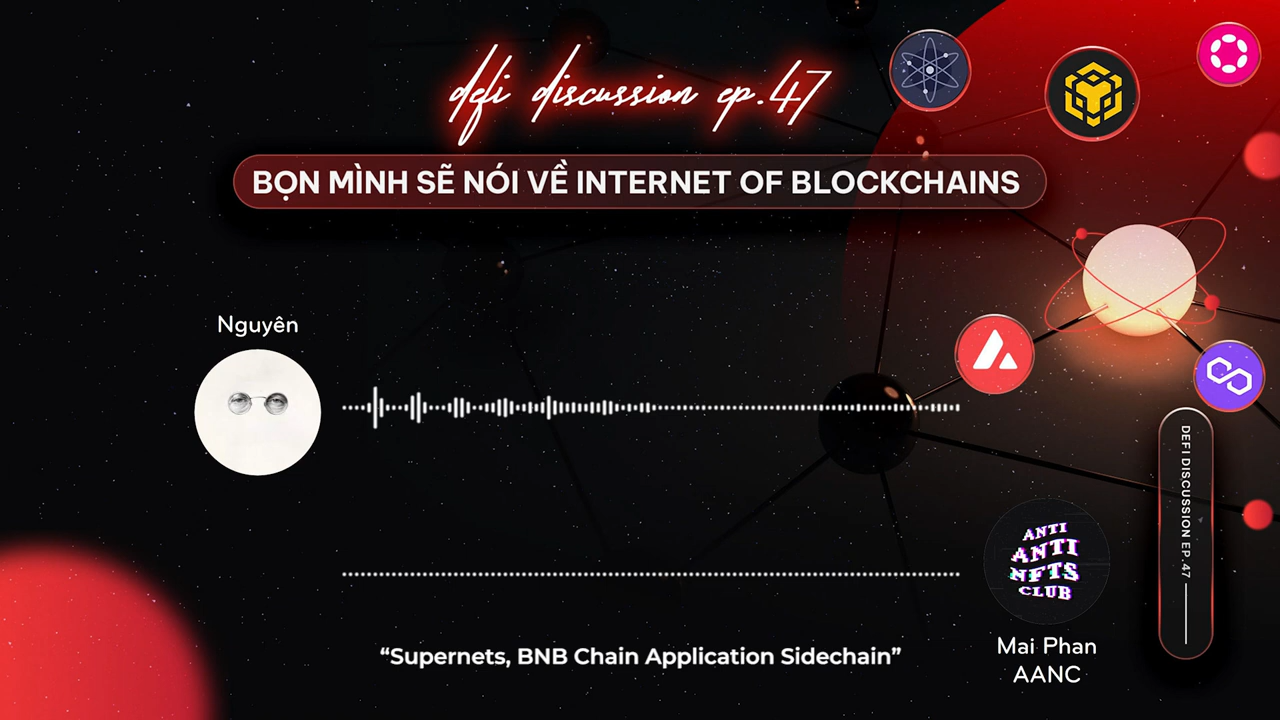 defi discussion ep.47
BỌN MÌNH SẼ NÓI VỀ INTERNET OF BLOCKCHAINS
Nguyên
DEFI DISCUSSION EP.47
ANTI
ANTI
NFTS
CLUB
Mai Phan
AANC
“Supernets, BNB Chain Application Sidechain”